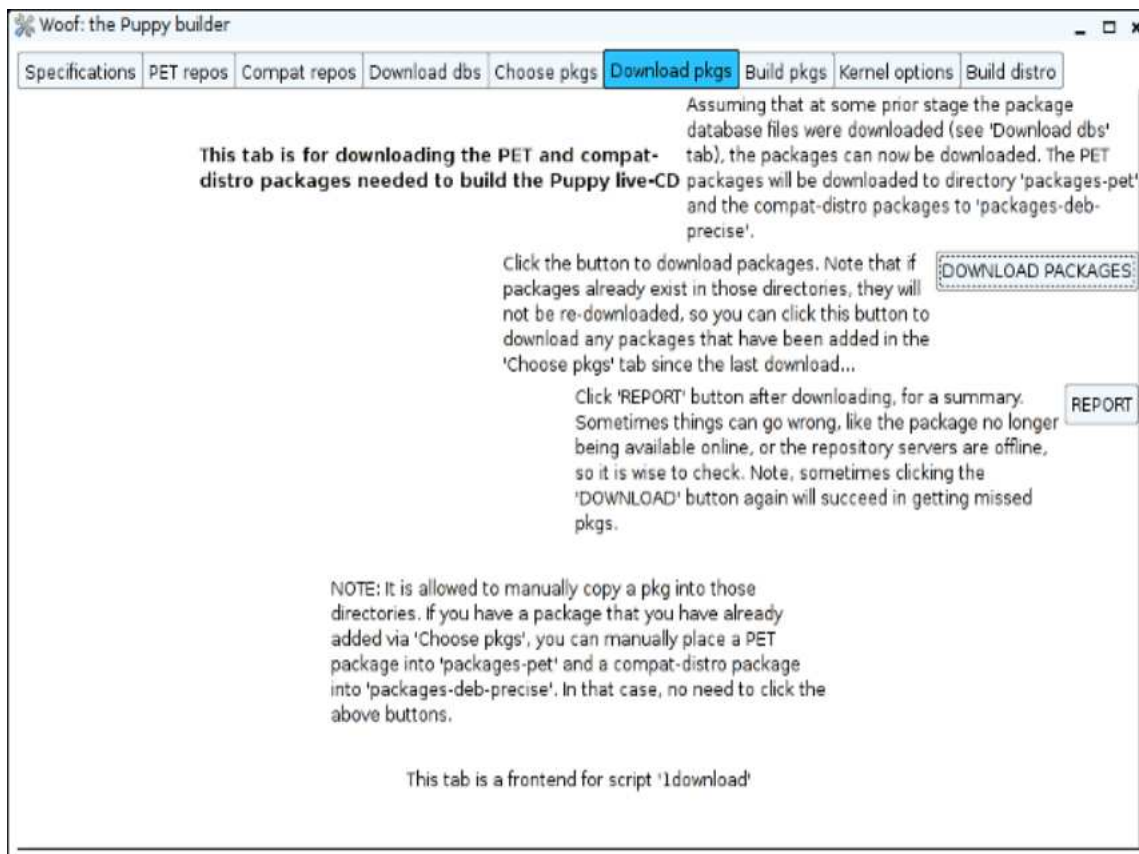 Woof: the Puppy builder
Specifications PET repos Compat repos Download dbs Choose pkgs Download pkgs Build pkgs Kernel options Build distro
This tab is for downloading the PET and compat-
distro packages needed to build the Puppy live-CD
Assuming that at some prior stage the package
database files were downloaded (see 'Download dbs'
tab), the packages can now be downloaded. The PET
packages will be downloaded to directory 'packages-pet'
and the compat-distro packages to 'packages-deb-
precise'.
Click the button to download packages. Note that if
packages already exist in those directories, they will
not be re-downloaded, so you can click this button to
download any packages that have been added in the
'Choose pkgs' tab since the last download...
DOWNLOAD PACKAGES
Click 'REPORT' button after downloading, for a summary.
Sometimes things can go wrong, like the package no longer
being available online, or the repository servers are offline,
so it is wise to check. Note, sometimes clicking the
'DOWNLOAD' button again will succeed in getting missed
pkgs.
REPORT
NOTE: It is allowed to manually copy a pkg into those
directories. If you have a package that you have already
added via 'Choose pkgs', you can manually place a PET
package into 'packages-pet' and a compat-distro package
into 'packages-deb-precise'. In that case, no need to click the
above buttons.
This tab is a frontend for script '1download'